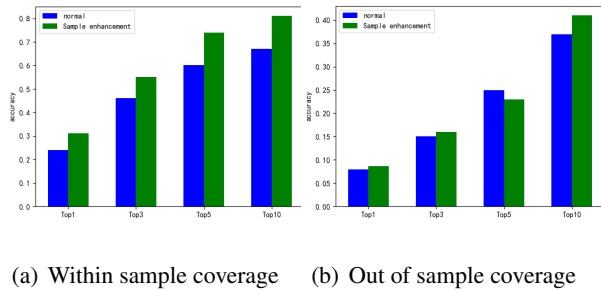 normal
Sample enhancement
accuracy
0.8
0.7
0.6
0.5
0.4
0.3
0.2
0.1
0.0
Top1 Top3 Top5 Top10
(a) Within sample coverage
normal
Sample enhancement
accuracy
0.40
0.35
0.30
0.25
0.20
0.15
0.10
0.05
0.00
Top1 Top3 Top5 Top10
(b) Out of sample coverage